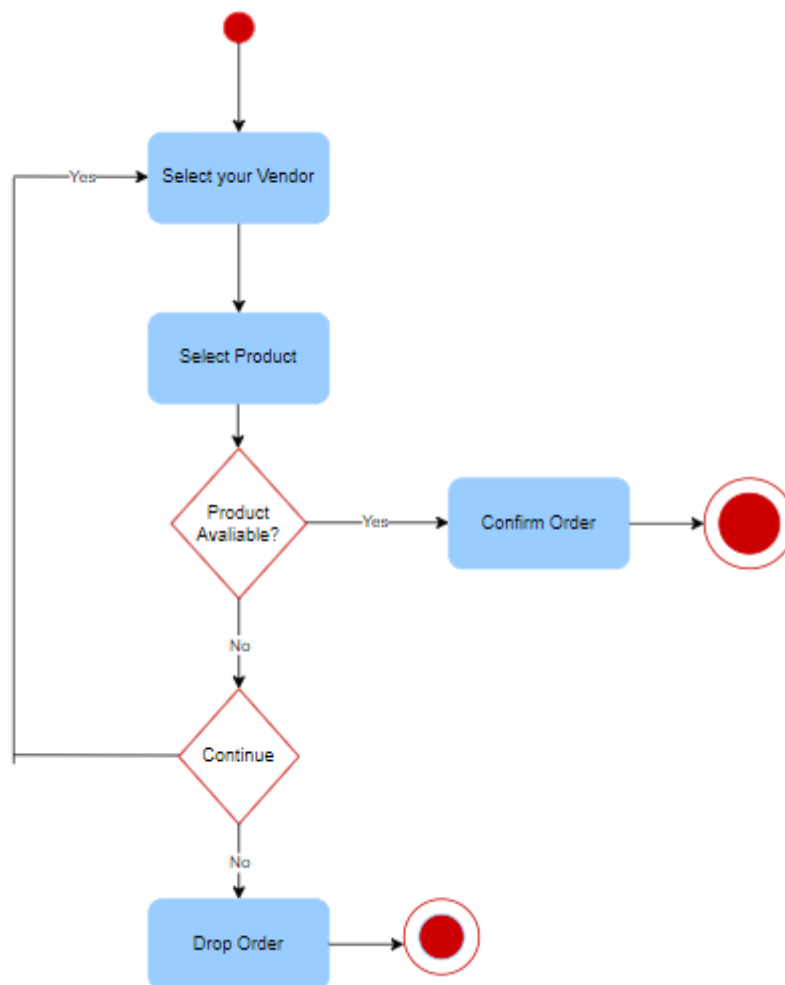 Select your Vendor
Yes
Select Product
Product
Avaliable?
Yes
Confirm Order
No
Continue
No
Drop Order